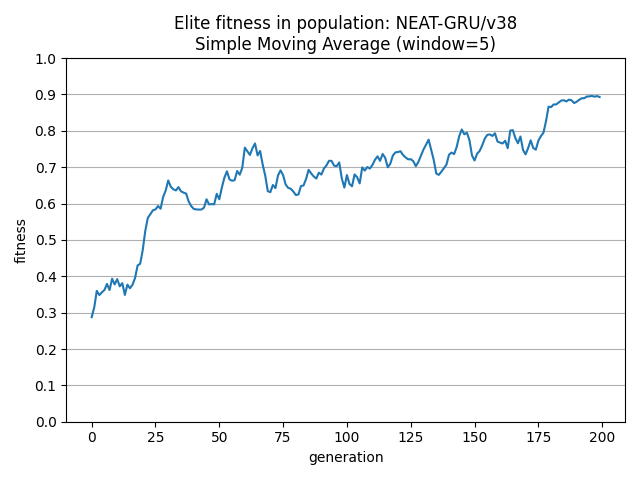 Elite fitness in population: NEAT-GRU/v38
Simple Moving Average (window=5)
1.0
0.9
0.8
0.7
0.6
0.5
0.4
0.3
0.2
0.1
0.0
fitness
0 25 50 75 100 125 150 175 200
generation